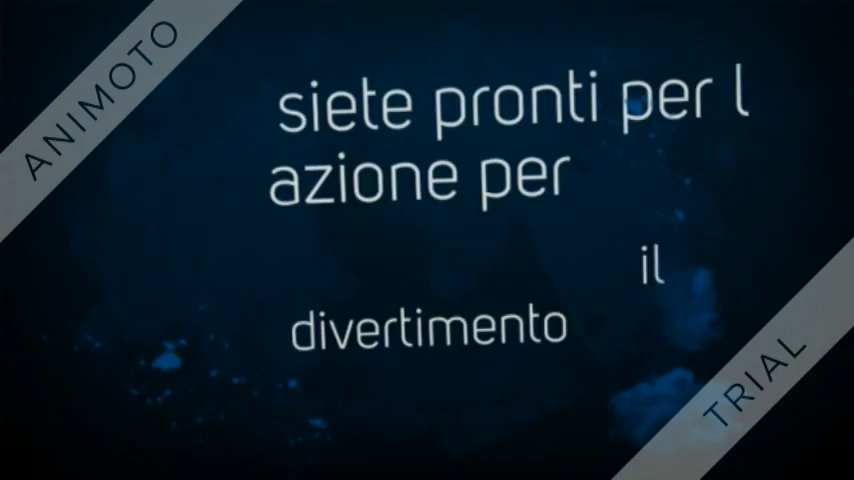 ANIMOTO
siete pronti per l
azione per
il
divertimento
TRIAL